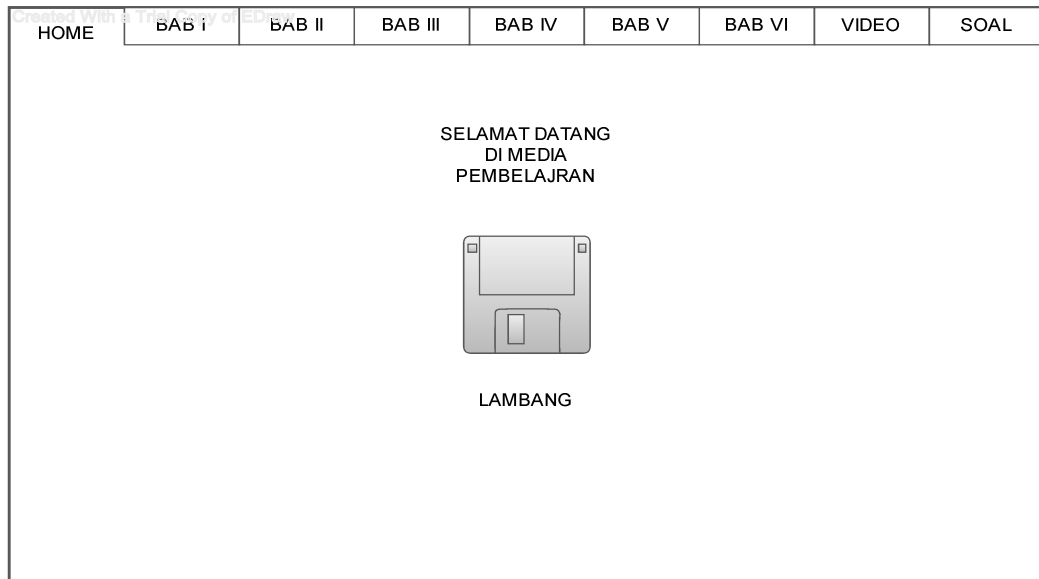 Created With a Trial Copy of EDraw
HOME
BAB I
BAB II
BAB III
BAB IV
BAB V
BAB VI
VIDEO
SOAL
SELAMAT DATANG
DI MEDIA
PEMBELAJRAN
LAMBANG